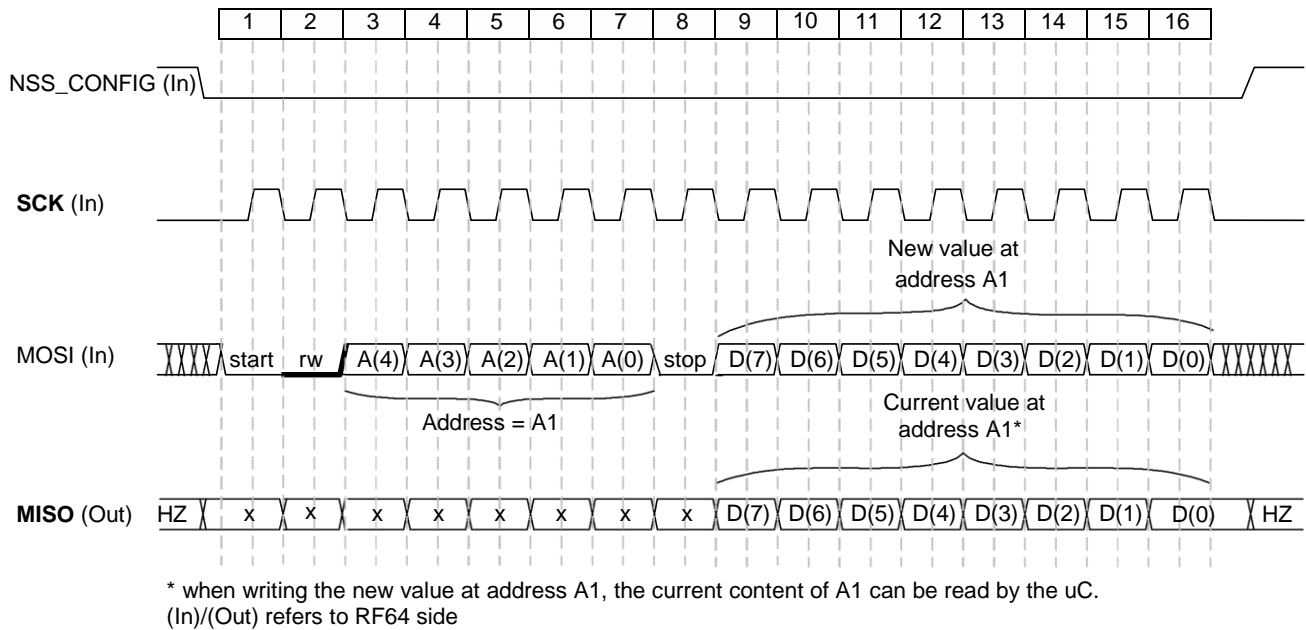 1 2 3 4 5 6 7 8 9 10 11 12 13 14 15 16
NSS_CONFIG (In)
SCK (In)
New value at
address A1
MOSI (In) start rw A(4) A(3) A(2) A(1) A(0) stop D(7) D(6) D(5) D(4) D(3) D(2) D(1) D(0)
Address = A1
Current value at
address A1*
MISO (Out) HZ x x x x x x x x D(7) D(6) D(5) D(4) D(3) D(2) D(1) D(0) HZ
* when writing the new value at address A1, the current content of A1 can be read by the uC.
(In)/(Out) refers to RF64 side